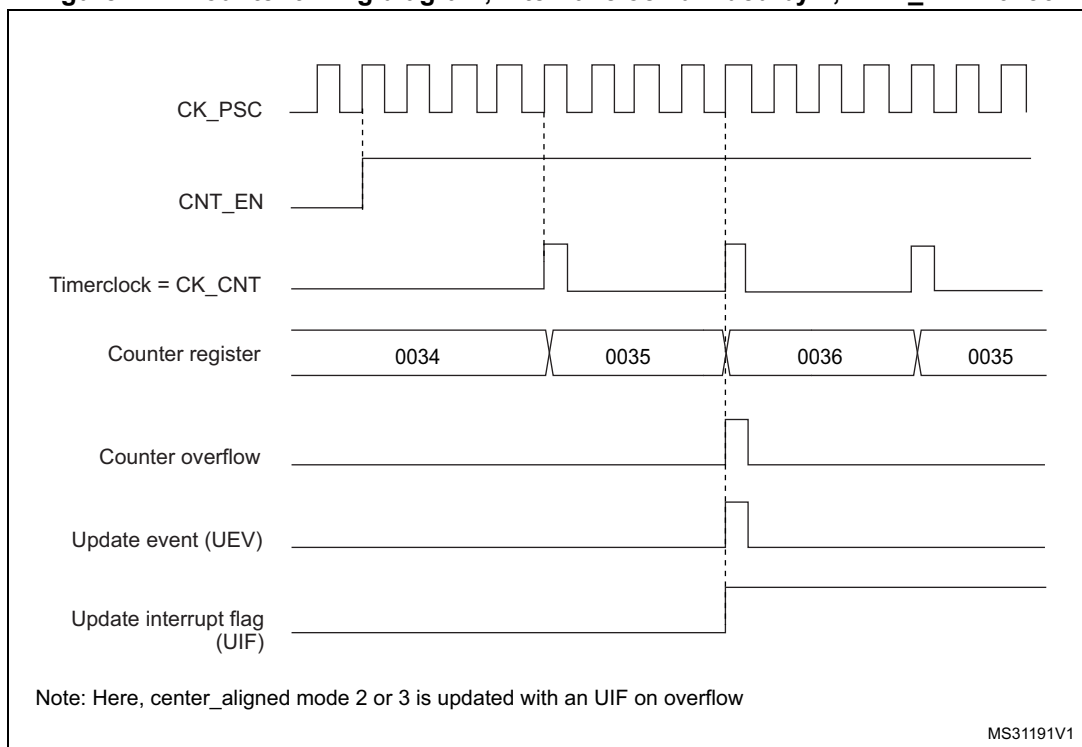 CK_PSC
CNT_EN
Timerclock = CK_CNT
Counter register
0034 0035 0036 0035
Counter overflow
Update event (UEV)
Update interrupt flag
(UIF)
Note: Here, center_aligned mode 2 or 3 is updated with an UIF on overflow
MS31191V1